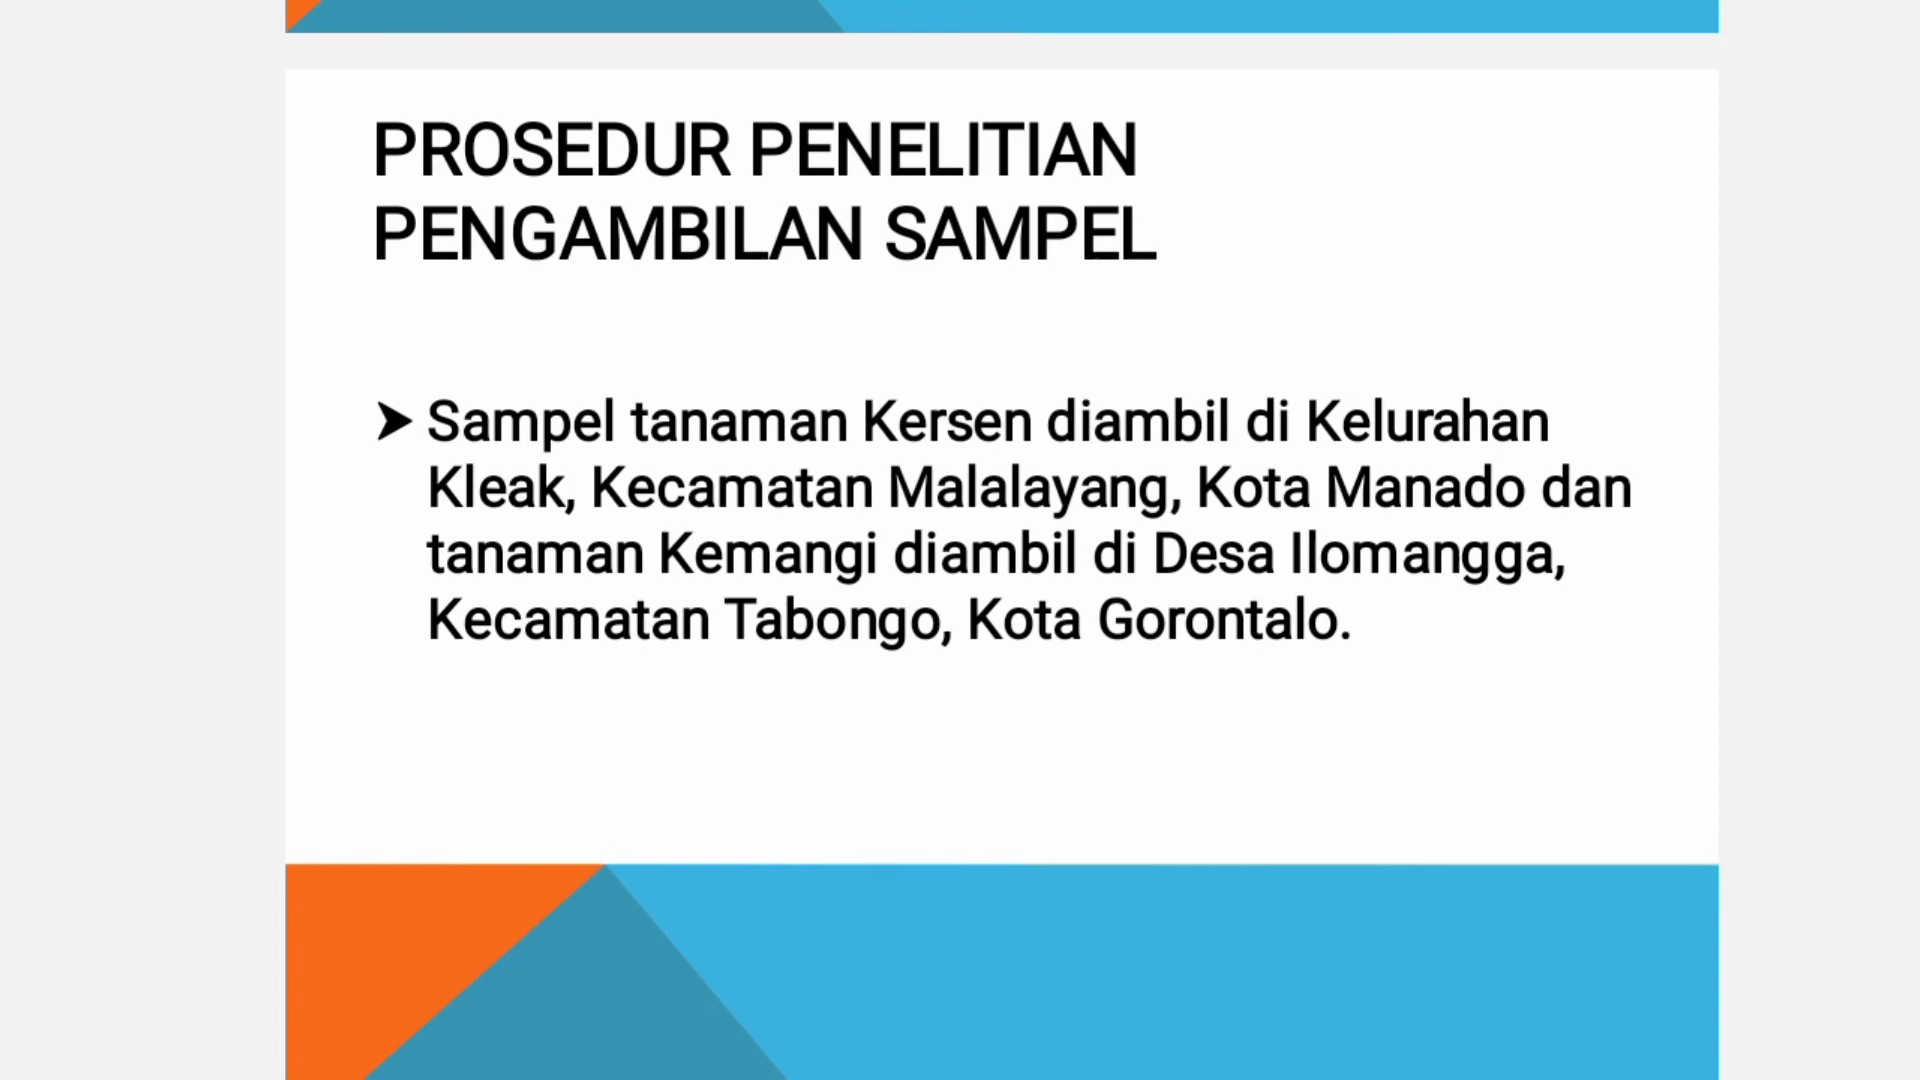 PROSEDUR PENELITIAN
PENGAMBILAN SAMPEL
➤ Sampel tanaman Kersen diambil di Kelurahan
Kleak, Kecamatan Malalayang, Kota Manado dan
tanaman Kemangi diambil di Desa Ilomangga,
Kecamatan Tabongo, Kota Gorontalo.